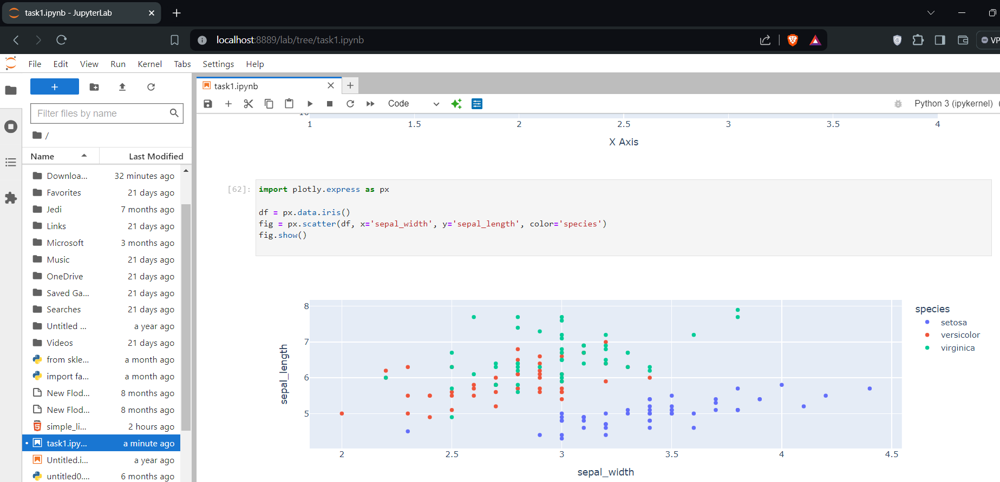 task1.ipynb - JupyterLab
localhost:8889/lab/tree/task1.ipynb
VP
File Edit View Run Kernel Tabs Settings Help
Filter files by name
/
Name Last Modified
Downloa... 32 minutes ago
Favorites 21 days ago
Jedi 7 months ago
Links 21 days ago
Microsoft 3 months ago
Music 21 days ago
OneDrive 21 days ago
Saved Ga... 21 days ago
Searches 21 days ago
Untitled ... a year ago
Videos 21 days ago
from skle... a month ago
import fa... a month ago
New Flod... 8 months ago
New Flod... 8 months ago
simple_li... 2 hours ago
task1.ipy... a minute ago
Untitled.i... a year ago
untitled0.... 6 months ago
task1.ipynb
Code
Python 3 (ipykernel)
10
1 1.5 2 2.5 3 3.5 4
X Axis
[62]:
import plotly.express as px
df = px.data.iris()
fig = px.scatter(df, x='sepal_width', y='sepal_length', color='species')
fig.show()
8
7
6
5
sepal_length
2 2.5 3 3.5 4 4.5
sepal_width
species
setosa
versicolor
virginica